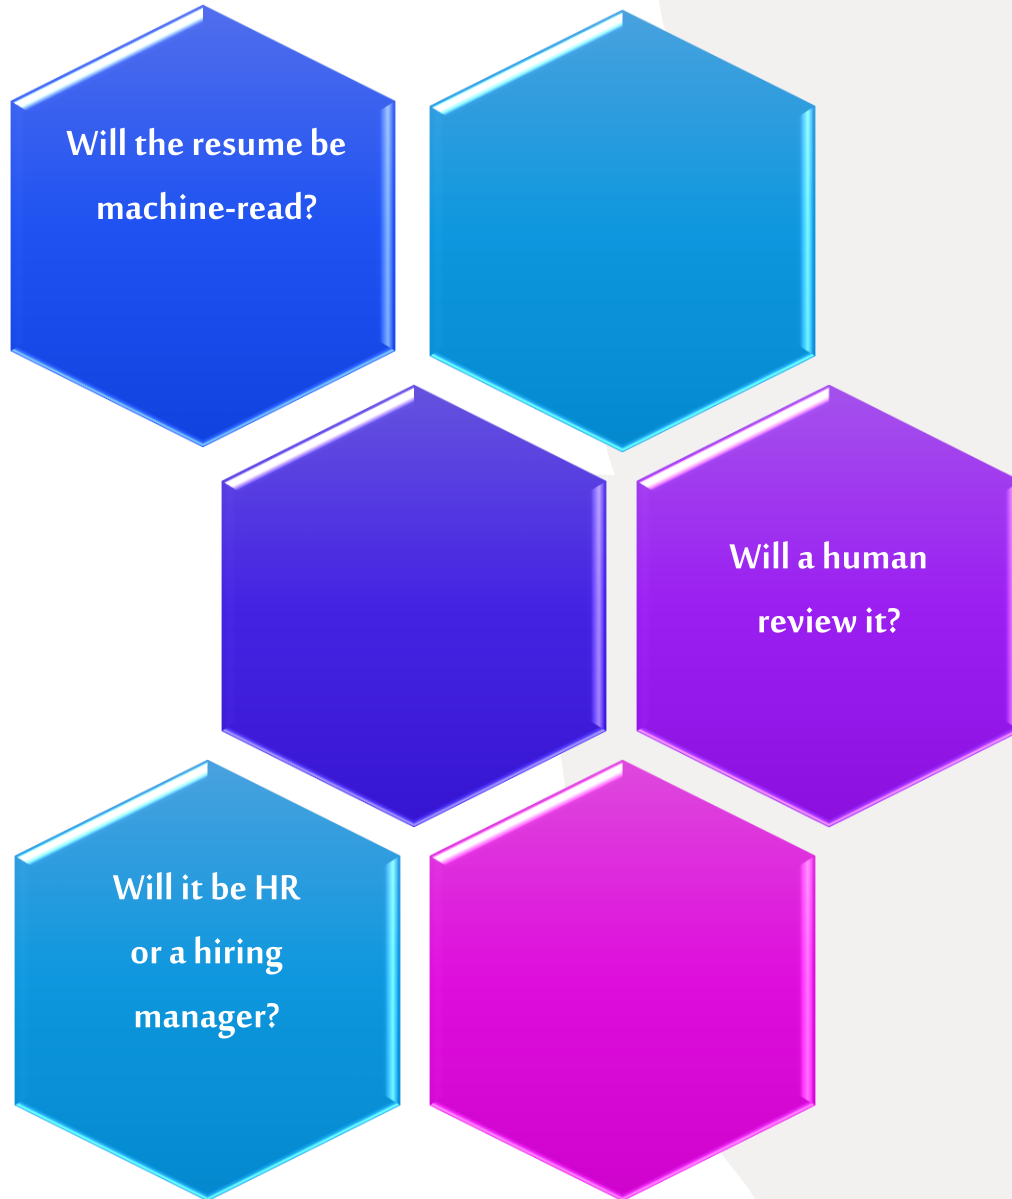 Will the resume be
machine-read?
Will a human
review it?
Will it be HR
or a hiring
manager?